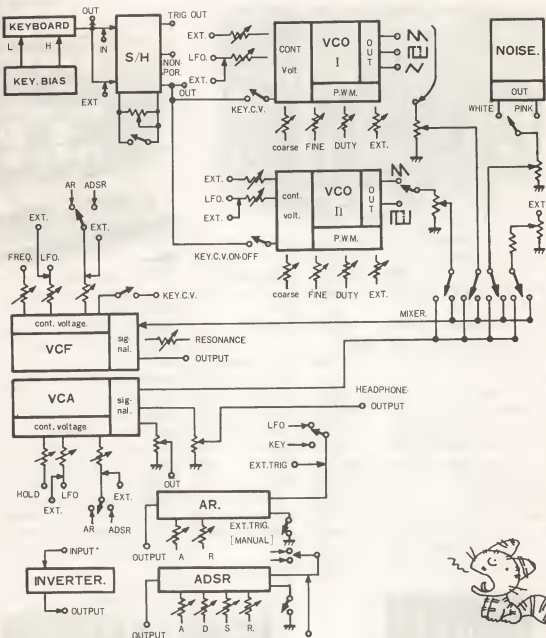 KEYBOARD
OUT
IN
L
H
KEY. BIAS
EXT
S/H
TRIG OUT
NON-
POR.
OUT
EXT.
LFO.
EXT.
KEY.C.V.
CONT
Volt
VCO
I
OUT
P.W.M.
coarse
FINE
DUTY
EXT.
NOISE.
OUT
WHITE
PINK
EXT
EXT.
LFO.
EXT.
KEY.C.V.ON-OFF
cont.
volt.
VCO
II
OUT
P.W.M.
coarse
FINE
DUTY
EXT.
AR
ADSR
EXT.
EXT.
FREQ.
LFO.
KEY.C.V.
cont. voltage.
VCF
sig-
nal.
RESONANCE
OUTPUT
MIXER.
VCA
cont. voltage
sig-
nal.
HEADPHONE
OUTPUT
HOLD
LFO
EXT.
EXT.
AR
ADSR
OUT
LFO
KEY
EXT.TRIG
AR.
OUTPUT
A
R
EXT.TRIG.
[MANUAL]
INPUT
INVERTER.
OUTPUT
ADSR
OUTPUT
A
D
S
R.